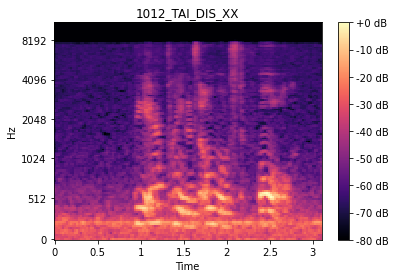 1012_TAI_DIS_XX
+0 dB
8192
-10 dB
4096
-20 dB
-30 dB
2048
-40 dB
Hz
1024
-50 dB
512
-60 dB
-70 dB
0
-80 dB
0 0.5 1 1.5 2 2.5 3
Time